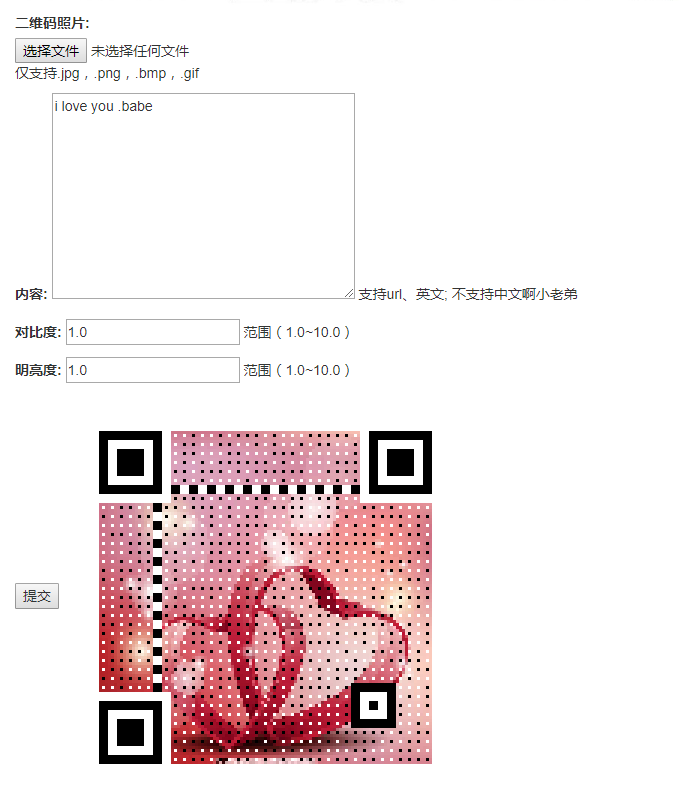 二维码照片:
选择文件 未选择任何文件
仅支持.jpg，.png，.bmp，.gif
i love you .babe
内容: 支持url、英文; 不支持中文啊小老弟
对比度: 1.0 范围（1.0~10.0）
明亮度: 1.0 范围（1.0~10.0）
提交